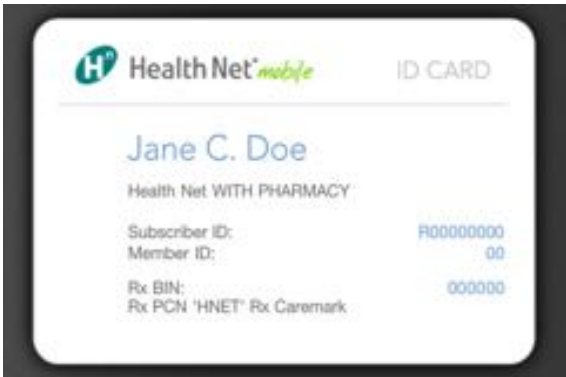 Hn Health Net® mobile ID CARD
Jane C. Doe
Health Net WITH PHARMACY
Subscriber ID: R00000000
Member ID: 00
Rx BIN: 000000
Rx PCN "HNET" Rx Caremark